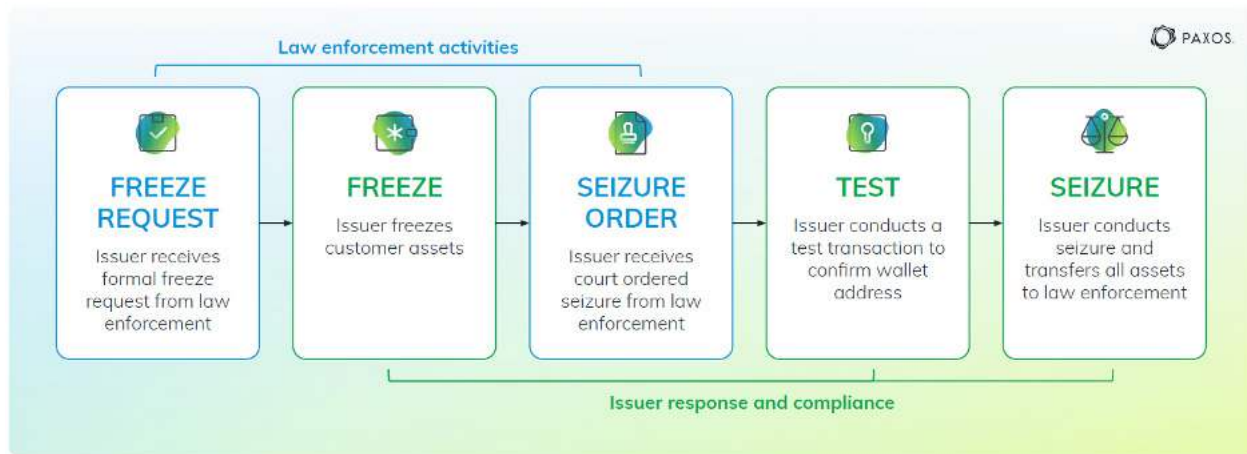 Law enforcement activities
PAXOS
FREEZE
REQUEST
Issuer receives
formal freeze
request from law
enforcement
FREEZE
Issuer freezes
customer assets
SEIZURE
ORDER
Issuer receives
court ordered
seizure from law
enforcement
TEST
Issuer conducts a
test transaction to
confirm wallet
address
SEIZURE
Issuer conducts
seizure and
transfers all assets
to law enforcement
Issuer response and compliance